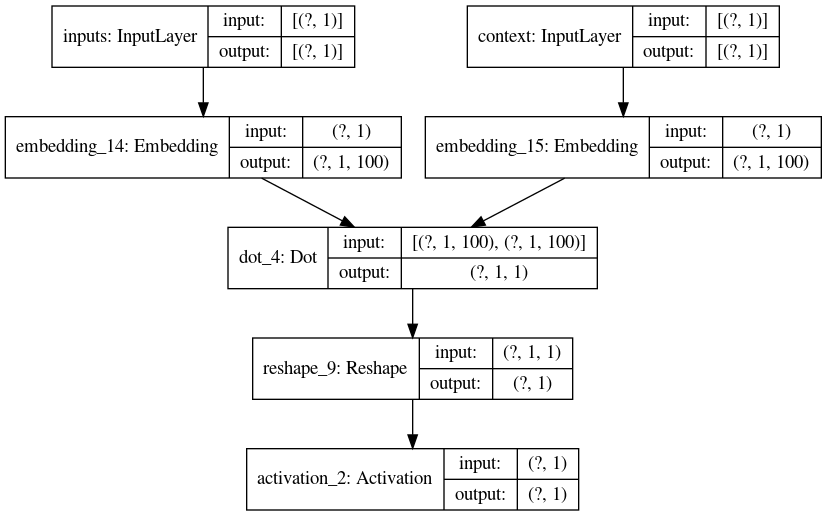 inputs: InputLayer
input:
[(?, 1)]
output:
[(?, 1)]
context: InputLayer
input:
[(?, 1)]
output:
[(?, 1)]
embedding_14: Embedding
input:
(?, 1)
output:
(?, 1, 100)
embedding_15: Embedding
input:
(?, 1)
output:
(?, 1, 100)
dot_4: Dot
input:
[(?, 1, 100), (?, 1, 100)]
output:
(?, 1, 1)
reshape_9: Reshape
input:
(?, 1, 1)
output:
(?, 1)
activation_2: Activation
input:
(?, 1)
output:
(?, 1)